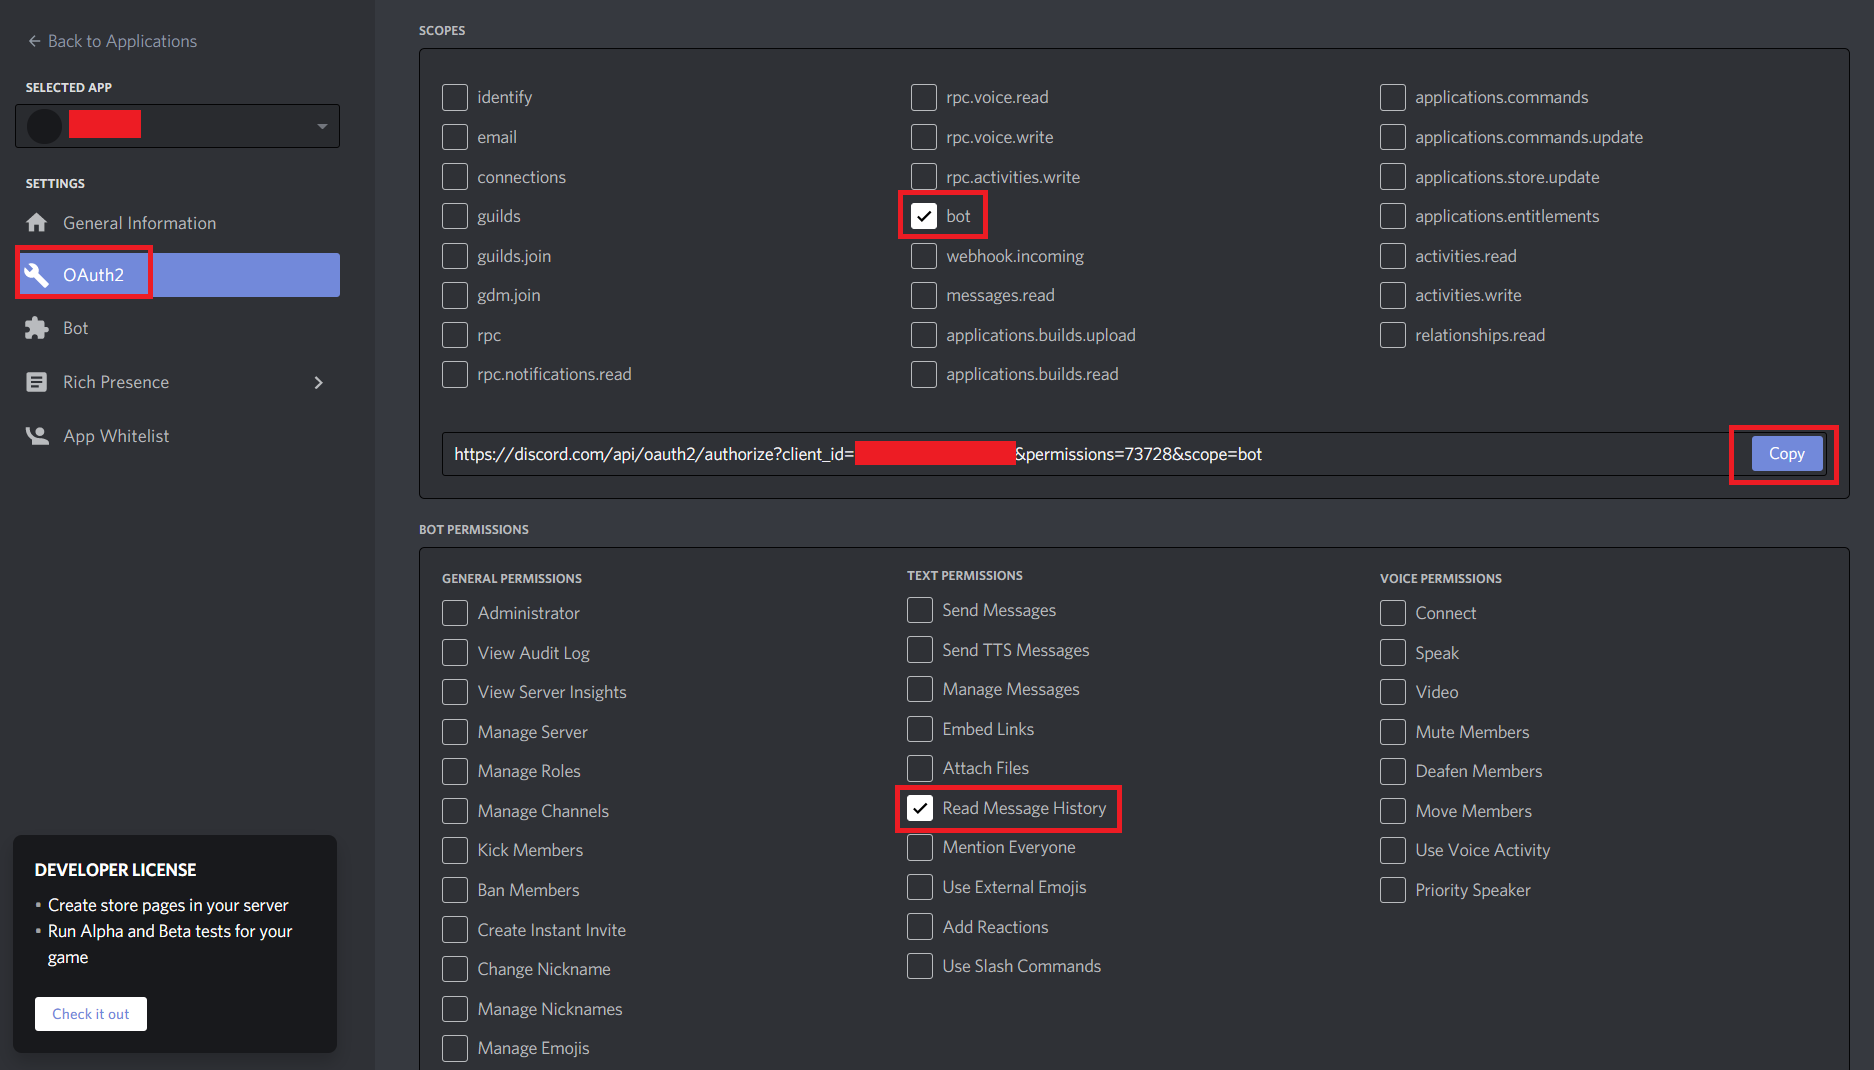 Back to Applications
SELECTED APP
SETTINGS
General Information
OAuth2
Bot
Rich Presence
App Whitelist
DEVELOPER LICENSE
• Create store pages in your server
• Run Alpha and Beta tests for your
game
Check it out
SCOPES
identify
email
connections
guilds
guilds.join
gdm.join
rpc
rpc.notifications.read
rpc.voice.read
rpc.voice.write
rpc.activities.write
bot
webhook.incoming
messages.read
applications.builds.upload
applications.builds.read
applications.commands
applications.commands.update
applications.store.update
applications.entitlements
activities.read
activities.write
relationships.read
https://discord.com/api/oauth2/authorize?client_id= &permissions=73728&scope=bot
Copy
BOT PERMISSIONS
GENERAL PERMISSIONS
Administrator
View Audit Log
View Server Insights
Manage Server
Manage Roles
Manage Channels
Kick Members
Ban Members
Create Instant Invite
Change Nickname
Manage Nicknames
Manage Emojis
TEXT PERMISSIONS
Send Messages
Send TTS Messages
Manage Messages
Embed Links
Attach Files
Read Message History
Mention Everyone
Use External Emojis
Add Reactions
Use Slash Commands
VOICE PERMISSIONS
Connect
Speak
Video
Mute Members
Deafen Members
Move Members
Use Voice Activity
Priority Speaker